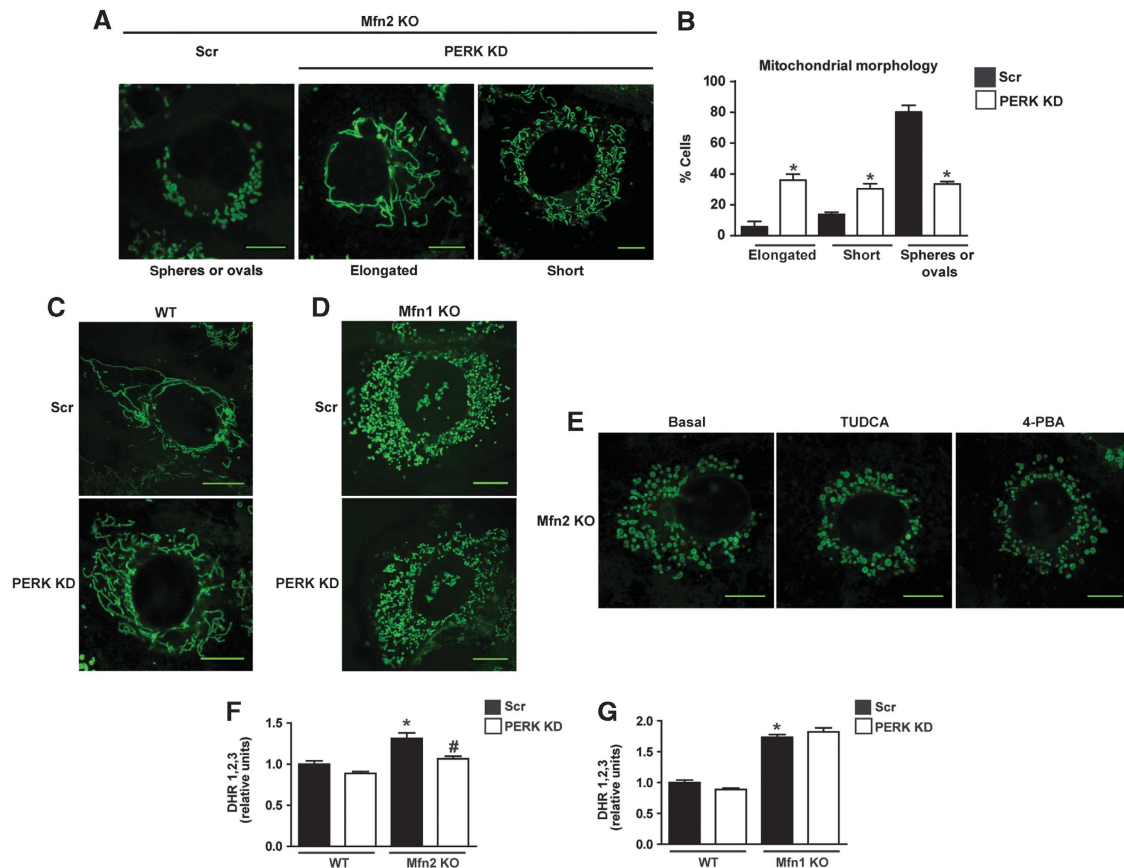 A
Mfn2 KO
Scr
PERK KD
Spheres or ovals
Elongated
Short
B
Mitochondrial morphology
Scr
PERK KD
% Cells
100
80
60
40
20
0
*
*
*
Elongated
Short
Spheres or
ovals
C
WT
Scr
PERK KD
D
Mfn1 KO
Scr
PERK KD
E
Basal
TUDCA
4-PBA
Mfn2 KO
F
Scr
PERK KD
DHR 1,2,3
(relative units)
1.5
1.0
0.5
0.0
*
#
WT
Mfn2 KO
G
Scr
PERK KD
DHR 1,2,3
(relative units)
2.0
1.5
1.0
0.5
0.0
*
WT
Mfn1 KO